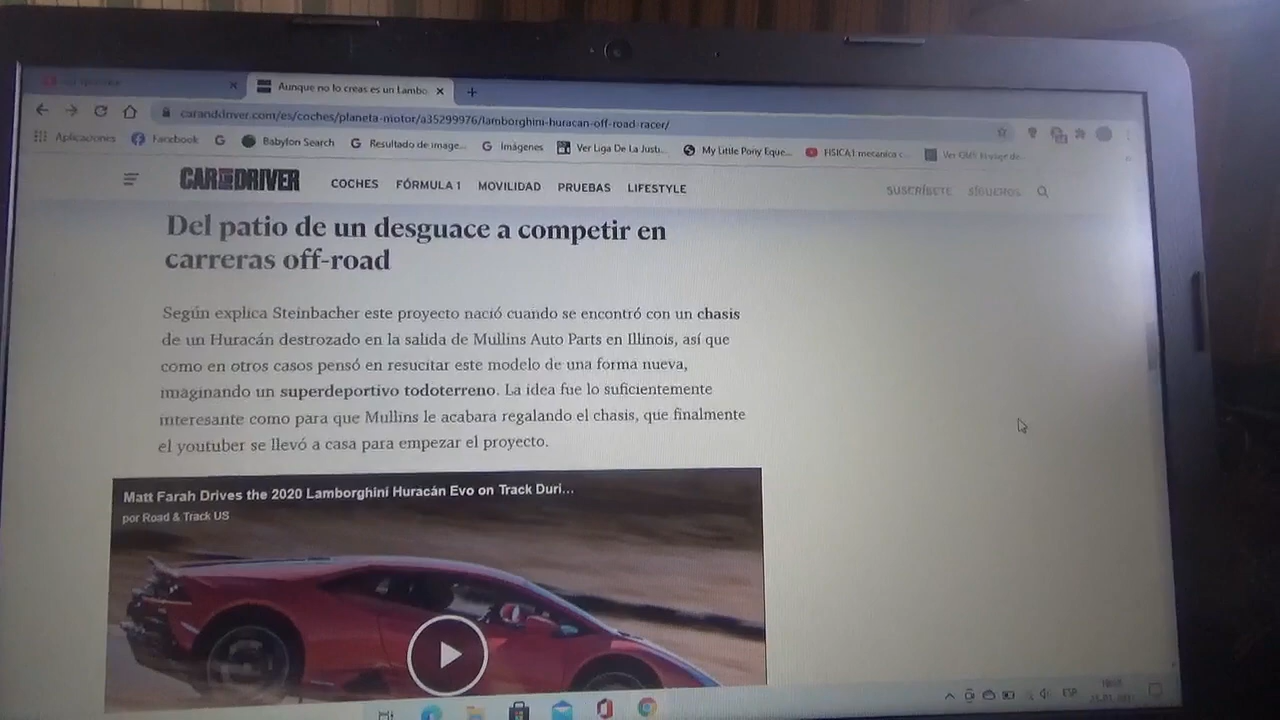 Aunque no lo creas es un Lambo
caranddriver.com/es/coches/planeta-motor/a35299976/lamborghini-huracan-off-road-racer/
Aplicaciones Facebook Babylon Search Resultado de image... Imágenes Ver Liga De La Justi... My Little Pony Eque... FISICA1 mecanica c...
CAR AND DRIVER COCHES FÓRMULA 1 MOVILIDAD PRUEBAS LIFESTYLE SUSCRÍBETE SÍGUENOS
Del patio de un desguace a competir en
carreras off-road
Según explica Steinbacher este proyecto nació cuando se encontró con un chasis
de un Huracán destrozado en la salida de Mullins Auto Parts en Illinois, así que
como en otros casos pensó en resucitar este modelo de una forma nueva,
imaginando un superdeportivo todoterreno. La idea fue lo suficientemente
interesante como para que Mullins le acabara regalando el chasis, que finalmente
el youtuber se llevó a casa para empezar el proyecto.
Matt Farah Drives the 2020 Lamborghini Huracán Evo on Track Duri...
por Road & Track US
ESP